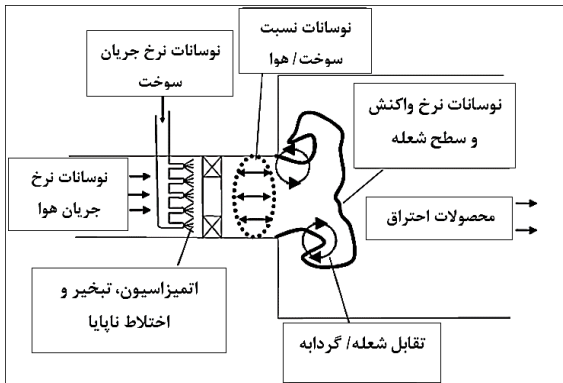 نوسانات نسبت
سوخت/ هوا
نوسانات نرخ جریان
سوخت
نوسانات نرخ واکنش
و سطح شعله
نوسانات نرخ
جریان هوا
محصولات احتراق
اتمیزاسیون، تبخیر و
اختلاط ناپایا
تقابل شعله/ گردابه